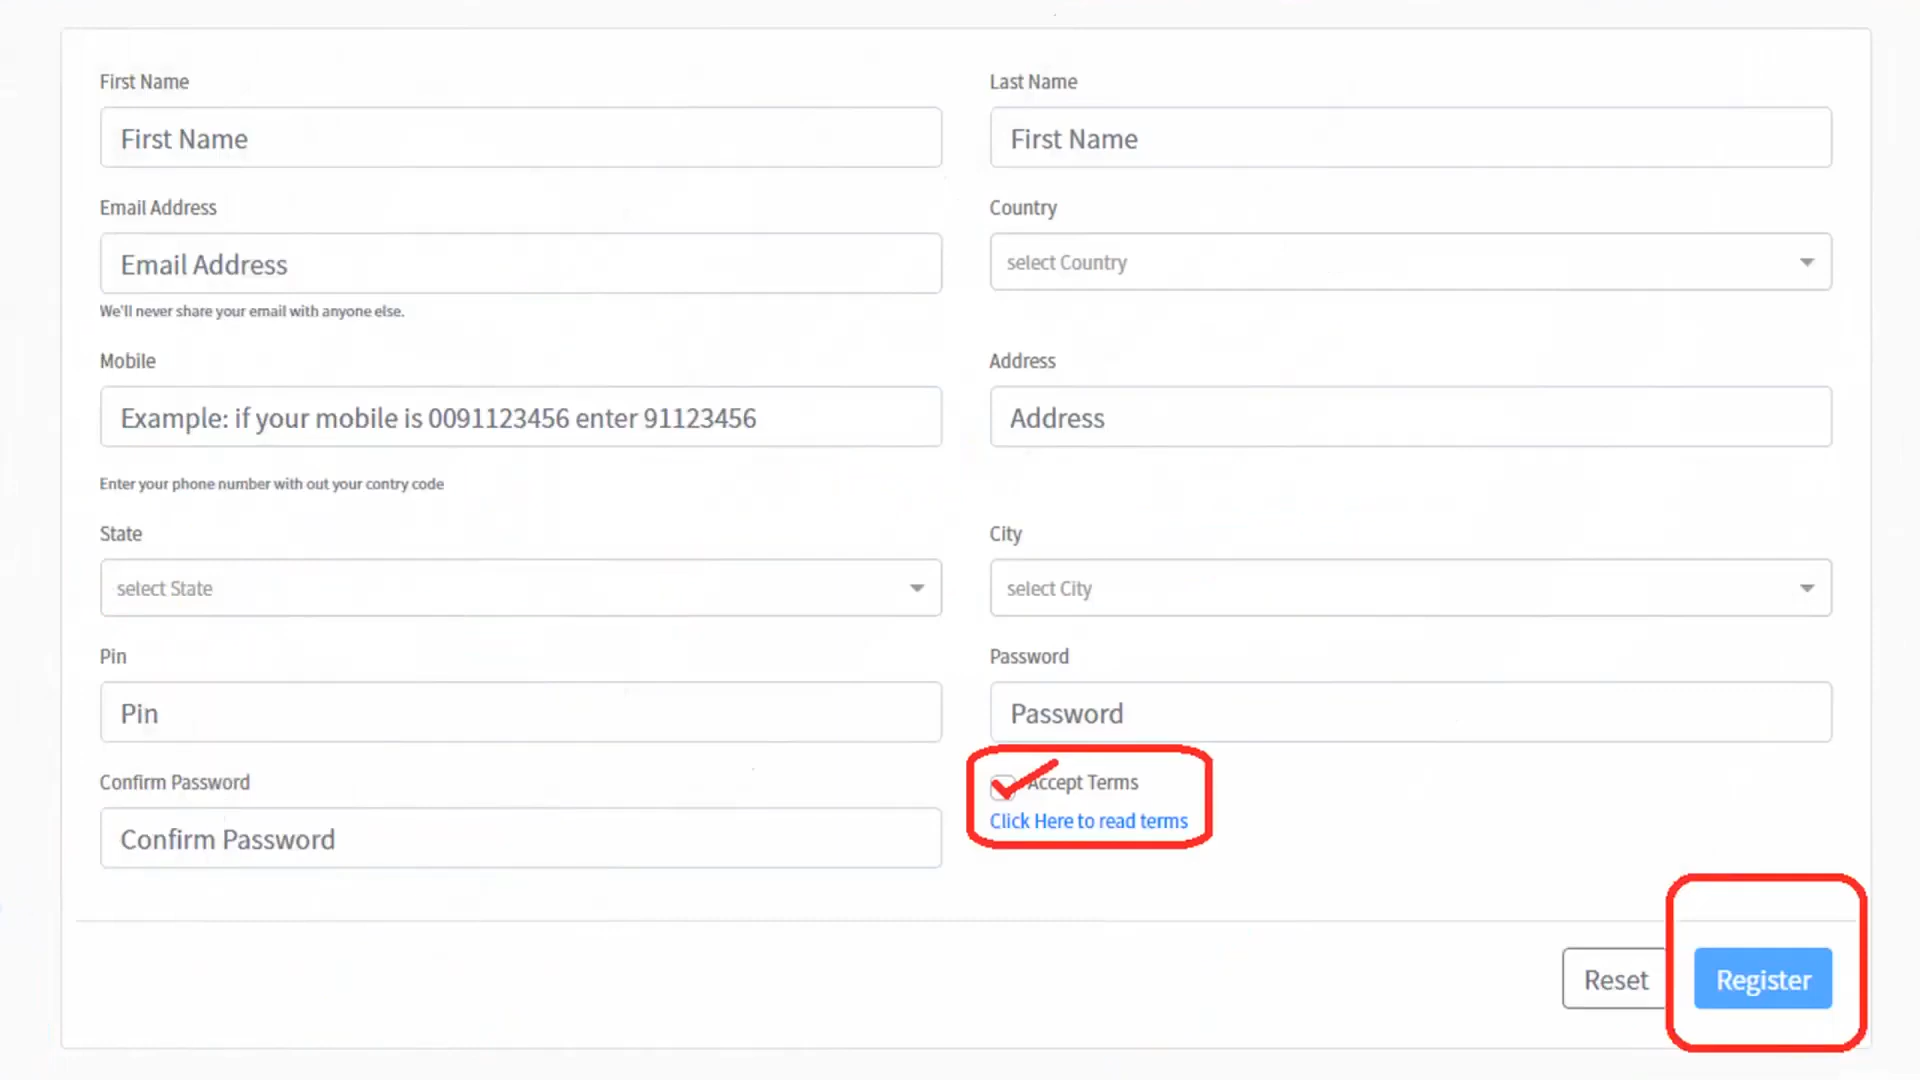 First Name
Last Name
First Name
First Name
Email Address
Country
Email Address
select Country
We'll never share your email with anyone else.
Mobile
Address
Example: if your mobile is 0091123456 enter 91123456
Address
Enter your phone number with out your contry code
State
City
select State
select City
Pin
Password
Pin
Password
Confirm Password
Accept Terms
Click Here to read terms
Confirm Password
Reset
Register